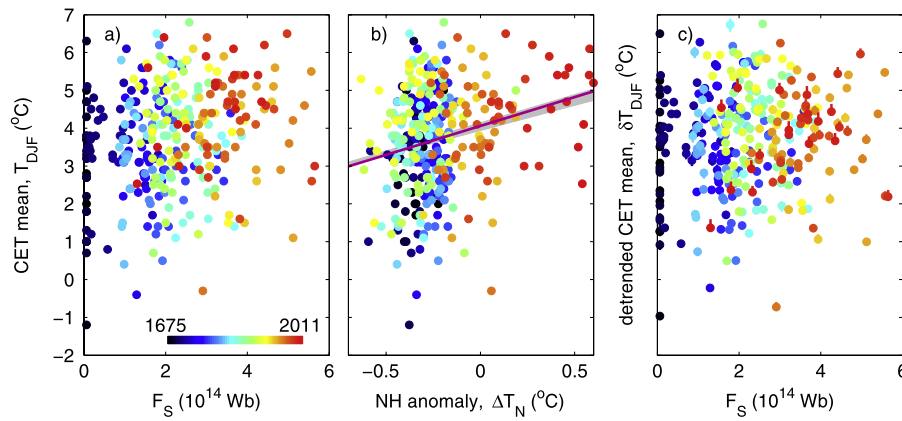 a)
7
6
5
4
3
2
1
0
−1
−2
CET mean, T_DJF (°C)
1675 2011
0 2 4 6
F_S (10^14 Wb)
b)
−0.5 0 0.5
NH anomaly, ΔT_N (°C)
c)
detrended CET mean, δT_DJF (°C)
0 2 4 6
F_S (10^14 Wb)